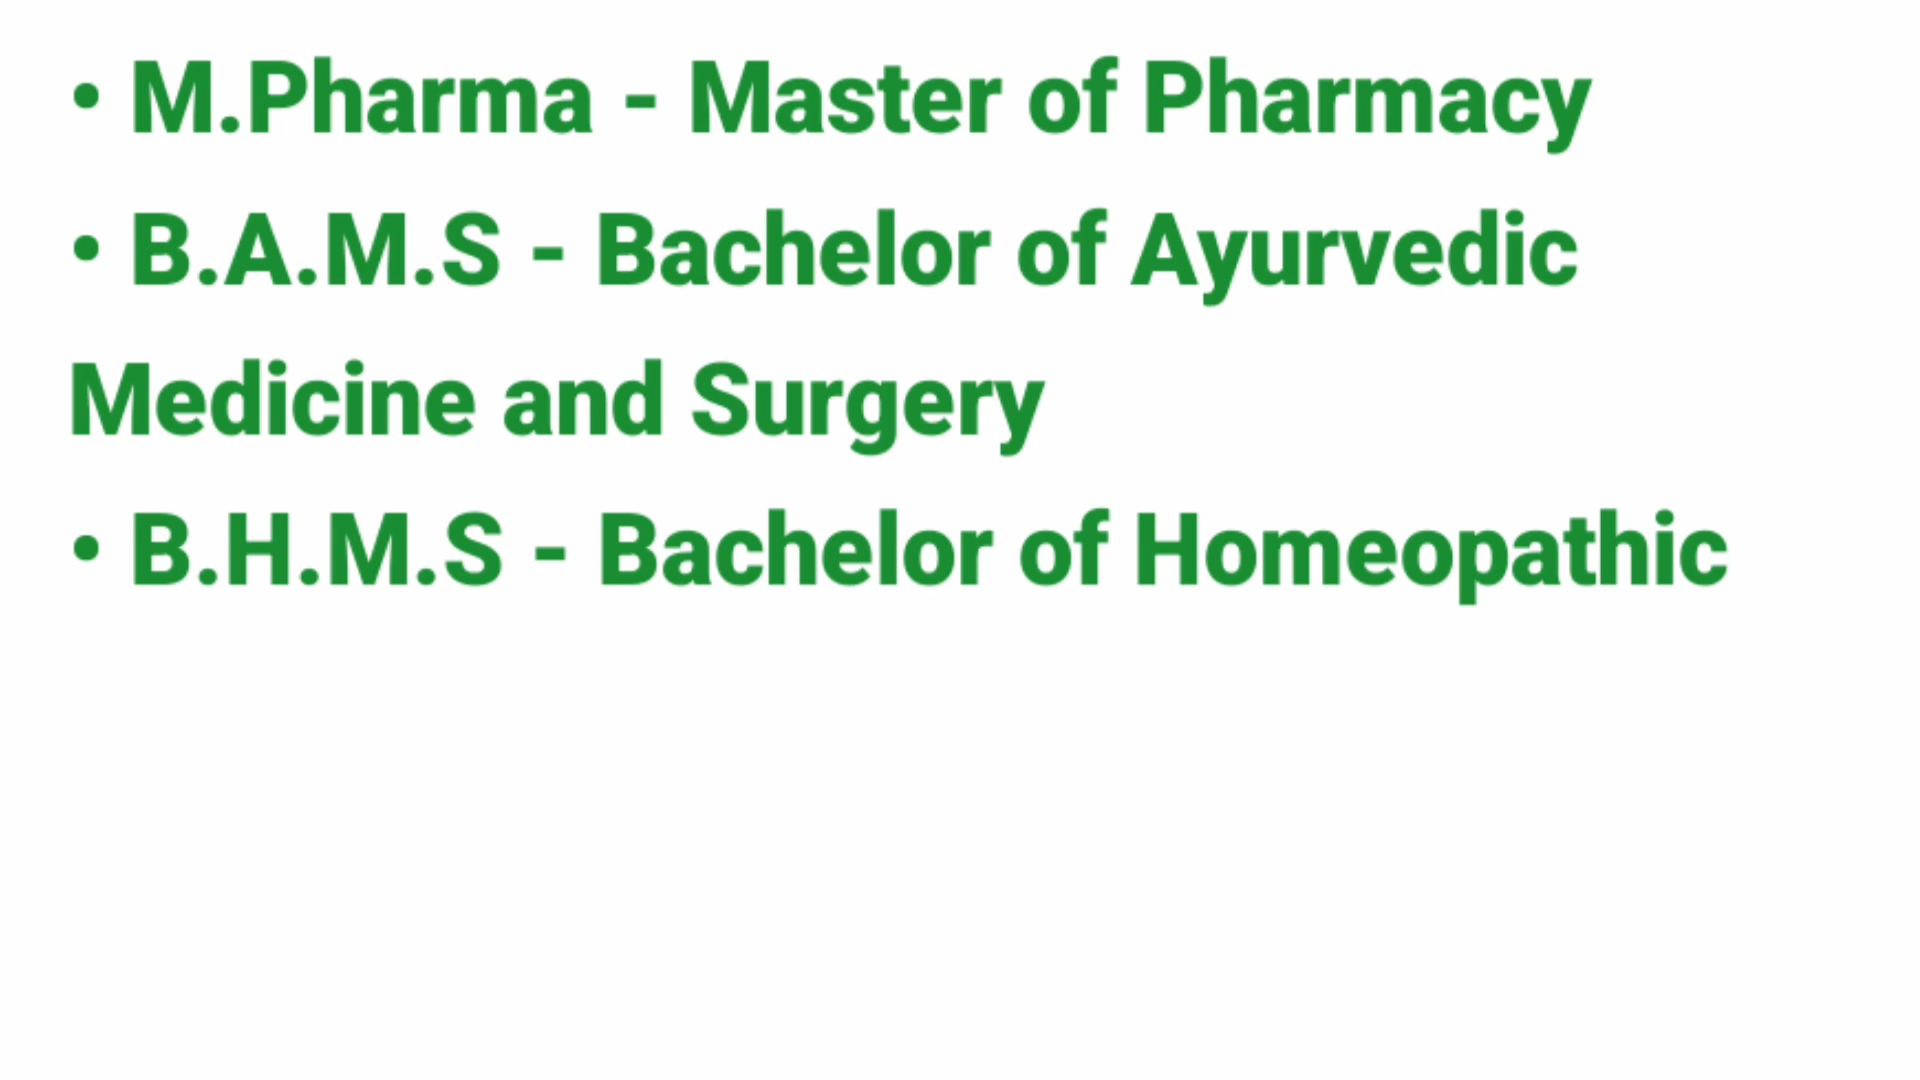 • M.Pharma - Master of Pharmacy
• B.A.M.S - Bachelor of Ayurvedic
Medicine and Surgery
• B.H.M.S - Bachelor of Homeopathic